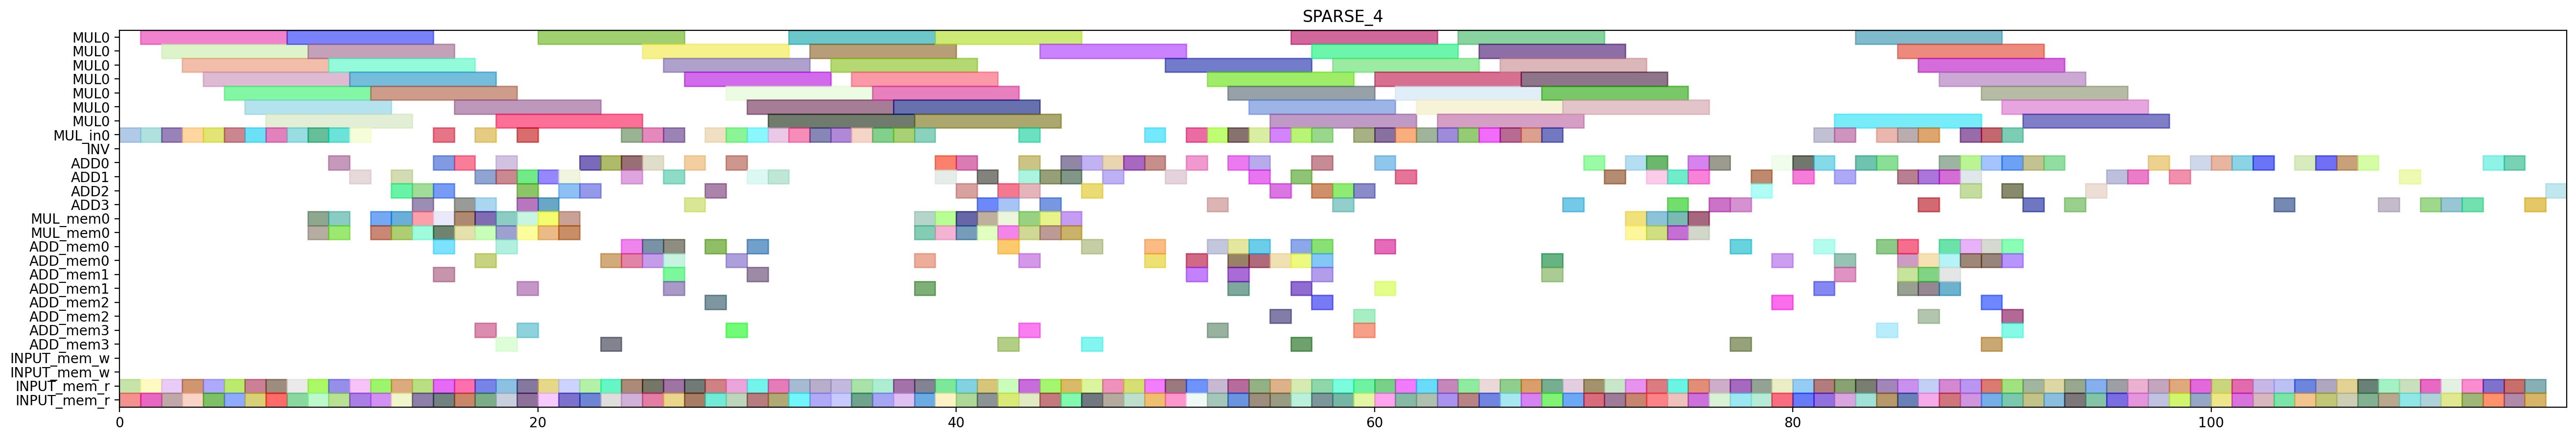 SPARSE_4
MUL0
MUL0
MUL0
MUL0
MUL0
MUL0
MUL0
MUL_in0
INV
ADD0
ADD1
ADD2
ADD3
MUL_mem0
MUL_mem0
ADD_mem0
ADD_mem0
ADD_mem1
ADD_mem1
ADD_mem2
ADD_mem2
ADD_mem3
ADD_mem3
INPUT_mem_w
INPUT_mem_w
INPUT_mem_r
INPUT_mem_r
0 20 40 60 80 100